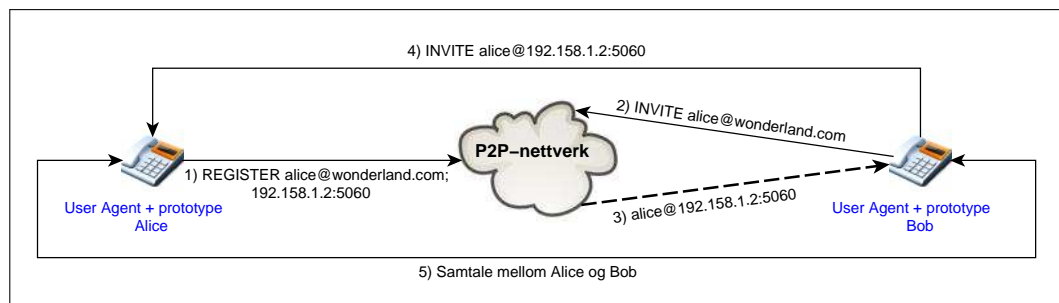 4) INVITE alice@192.158.1.2:5060
2) INVITE alice@wonderland.com
P2P−nettverk
1) REGISTER alice@wonderland.com;
192.158.1.2:5060
3) alice@192.158.1.2:5060
User Agent + prototype
Alice
User Agent + prototype
Bob
5) Samtale mellom Alice og Bob